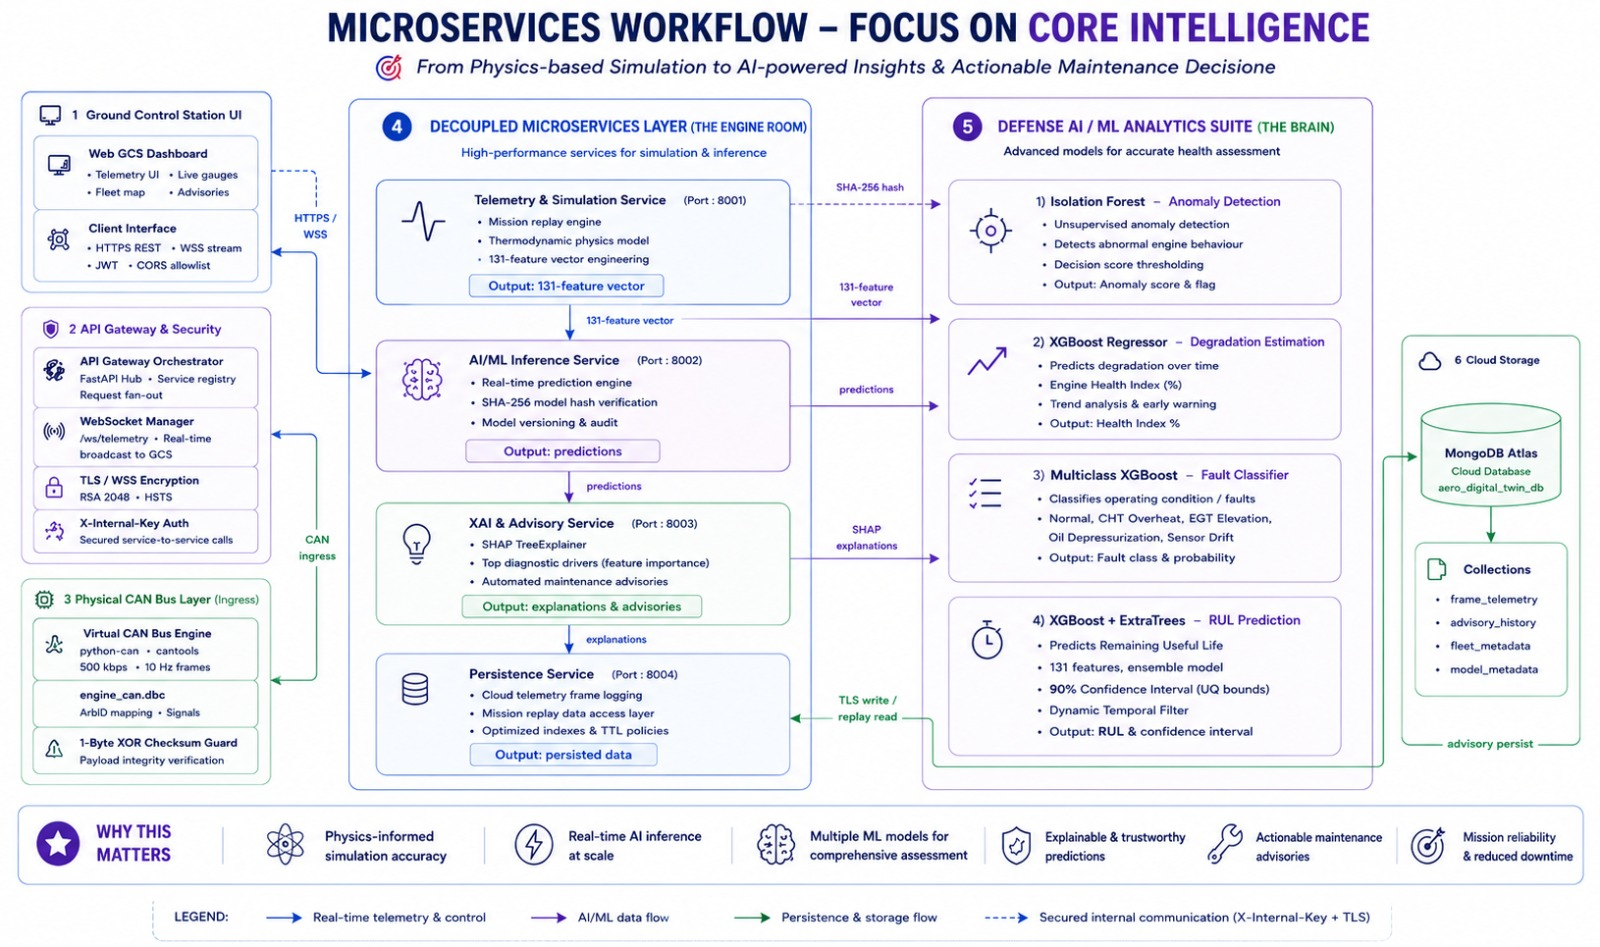 MICROSERVICES WORKFLOW – FOCUS ON CORE INTELLIGENCE
From Physics-based Simulation to AI-powered Insights & Actionable Maintenance Decisione
1 Ground Control Station UI
Web GCS Dashboard
• Telemetry UI • Live gauges
• Fleet map • Advisories
Client Interface
• HTTPS REST • WSS stream
• JWT • CORS allowlist
HTTPS /
WSS
2 API Gateway & Security
API Gateway Orchestrator
FastAPI Hub • Service registry
Request fan-out
WebSocket Manager
/ws/telemetry • Real-time
broadcast to GCS
TLS / WSS Encryption
RSA 2048 • HSTS
X-Internal-Key Auth
Secured service-to-service calls
CAN
ingress
3 Physical CAN Bus Layer (Ingress)
Virtual CAN Bus Engine
python-can • cantools
500 kbps • 10 Hz frames
engine_can.dbc
ArbID mapping • Signals
1-Byte XOR Checksum Guard
Payload integrity verification
4 DECOUPLED MICROSERVICES LAYER (THE ENGINE ROOM)
High-performance services for simulation & inference
Telemetry & Simulation Service (Port : 8001)
• Mission replay engine
• Thermodynamic physics model
• 131-feature vector engineering
Output: 131-feature vector
131-feature vector
AI/ML Inference Service (Port : 8002)
• Real-time prediction engine
• SHA-256 model hash verification
• Model versioning & audit
Output: predictions
predictions
XAI & Advisory Service (Port : 8003)
• SHAP TreeExplainer
• Top diagnostic drivers (feature importance)
• Automated maintenance advisories
Output: explanations & advisories
explanations
Persistence Service (Port : 8004)
• Cloud telemetry frame logging
• Mission replay data access layer
• Optimized indexes & TTL policies
Output: persisted data
SHA-256 hash
131-feature
vector
predictions
SHAP
explanations
TLS write /
replay read
5 DEFENSE AI / ML ANALYTICS SUITE (THE BRAIN)
Advanced models for accurate health assessment
1) Isolation Forest – Anomaly Detection
• Unsupervised anomaly detection
• Detects abnormal engine behaviour
• Decision score thresholding
• Output: Anomaly score & flag
2) XGBoost Regressor – Degradation Estimation
• Predicts degradation over time
• Engine Health Index (%)
• Trend analysis & early warning
• Output: Health Index %
3) Multiclass XGBoost – Fault Classifier
• Classifies operating condition / faults
• Normal, CHT Overheat, EGT Elevation,
Oil Depressurization, Sensor Drift
• Output: Fault class & probability
4) XGBoost + ExtraTrees – RUL Prediction
• Predicts Remaining Useful Life
• 131 features, ensemble model
• 90% Confidence Interval (UQ bounds)
• Dynamic Temporal Filter
• Output: RUL & confidence interval
6 Cloud Storage
MongoDB Atlas
Cloud Database
aero_digital_twin_db
Collections
• frame_telemetry
• advisory_history
• fleet_metadata
• model_metadata
advisory persist
WHY THIS
MATTERS
Physics-informed
simulation accuracy
Real-time AI inference
at scale
Multiple ML models for
comprehensive assessment
Explainable & trustworthy
predictions
Actionable maintenance
advisories
Mission reliability
& reduced downtime
LEGEND: Real-time telemetry & control AI/ML data flow Persistence & storage flow Secured internal communication (X-Internal-Key + TLS)